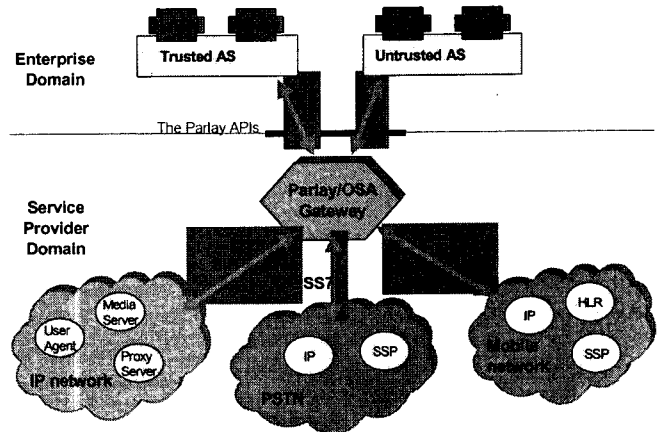 Enterprise
Domain
Trusted AS
Untrusted AS
The Parlay APIs
Parlay/OSA
Gateway
Service
Provider
Domain
SS7
Media
Server
User
Agent
Proxy
Server
IP network
IP
SSP
PSTN
IP
HLR
SSP
Mobile
network